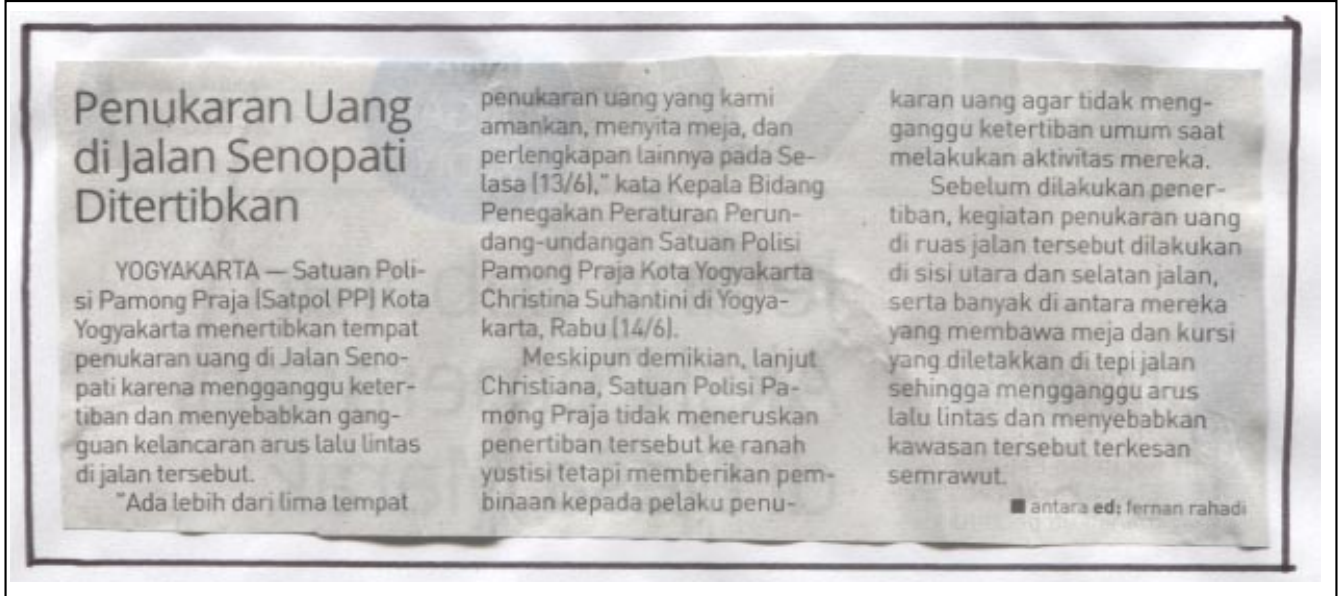 Penukaran Uang
di Jalan Senopati
Ditertibkan
YOGYAKARTA — Satuan Poli-
si Pamong Praja (Satpol PP) Kota
Yogyakarta menertibkan tempat
penukaran uang di Jalan Seno-
pati karena mengganggu keter-
tiban dan menyebabkan gang-
guan kelancaran arus lalu lintas
di jalan tersebut.
"Ada lebih dari lima tempat
penukaran uang yang kami
amankan, menyita meja, dan
perlengkapan lainnya pada Se-
lasa (13/6)," kata Kepala Bidang
Penegakan Peraturan Perun-
dang-undangan Satuan Polisi
Pamong Praja Kota Yogyakarta
Christina Suhantini di Yogya-
karta, Rabu (14/6).
Meskipun demikian, lanjut
Christiana, Satuan Polisi Pa-
mong Praja tidak meneruskan
penertiban tersebut ke ranah
yustisi tetapi memberikan pem-
binaan kepada pelaku penu-
karan uang agar tidak meng-
ganggu ketertiban umum saat
melakukan aktivitas mereka.
Sebelum dilakukan pener-
tiban, kegiatan penukaran uang
di ruas jalan tersebut dilakukan
di sisi utara dan selatan jalan,
serta banyak di antara mereka
yang membawa meja dan kursi
yang diletakkan di tepi jalan
sehingga mengganggu arus
lalu lintas dan menyebabkan
kawasan tersebut terkesan
semrawut.
■ antara ed: fernan rahadi